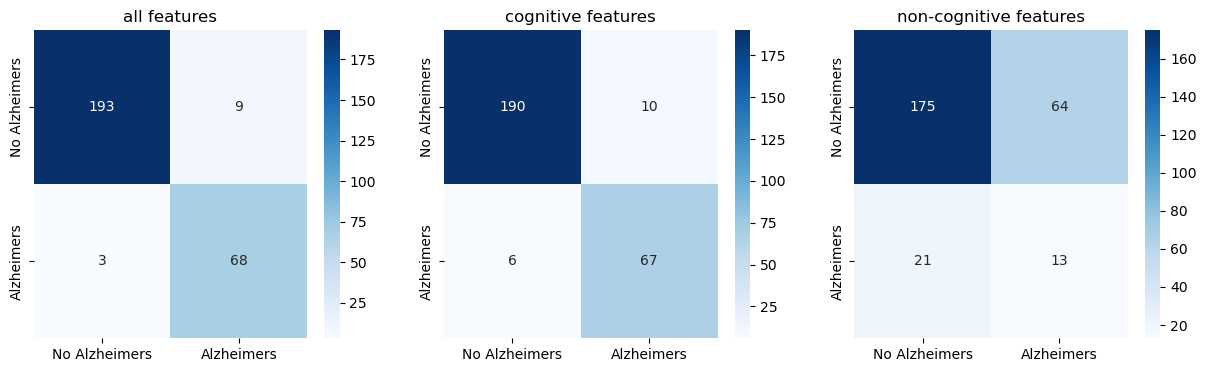 all features
No Alzheimers
Alzheimers
193
9
3
68
No Alzheimers
Alzheimers
175
150
125
100
75
50
25
cognitive features
No Alzheimers
Alzheimers
190
10
6
67
No Alzheimers
Alzheimers
175
150
125
100
75
50
25
non-cognitive features
No Alzheimers
Alzheimers
175
64
21
13
No Alzheimers
Alzheimers
160
140
120
100
80
60
40
20